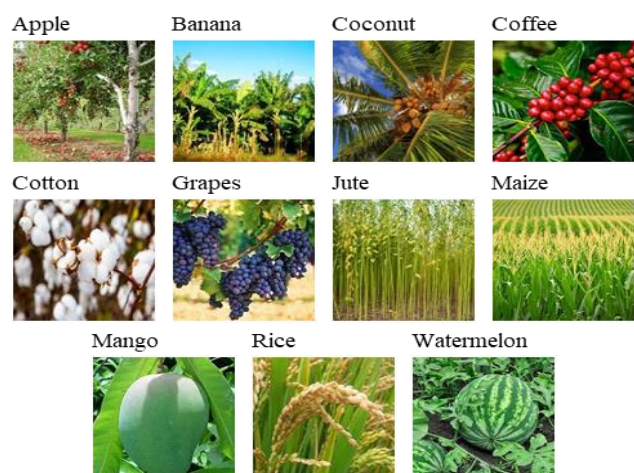 Apple Banana Coconut Coffee
Cotton Grapes Jute Maize
Mango Rice Watermelon